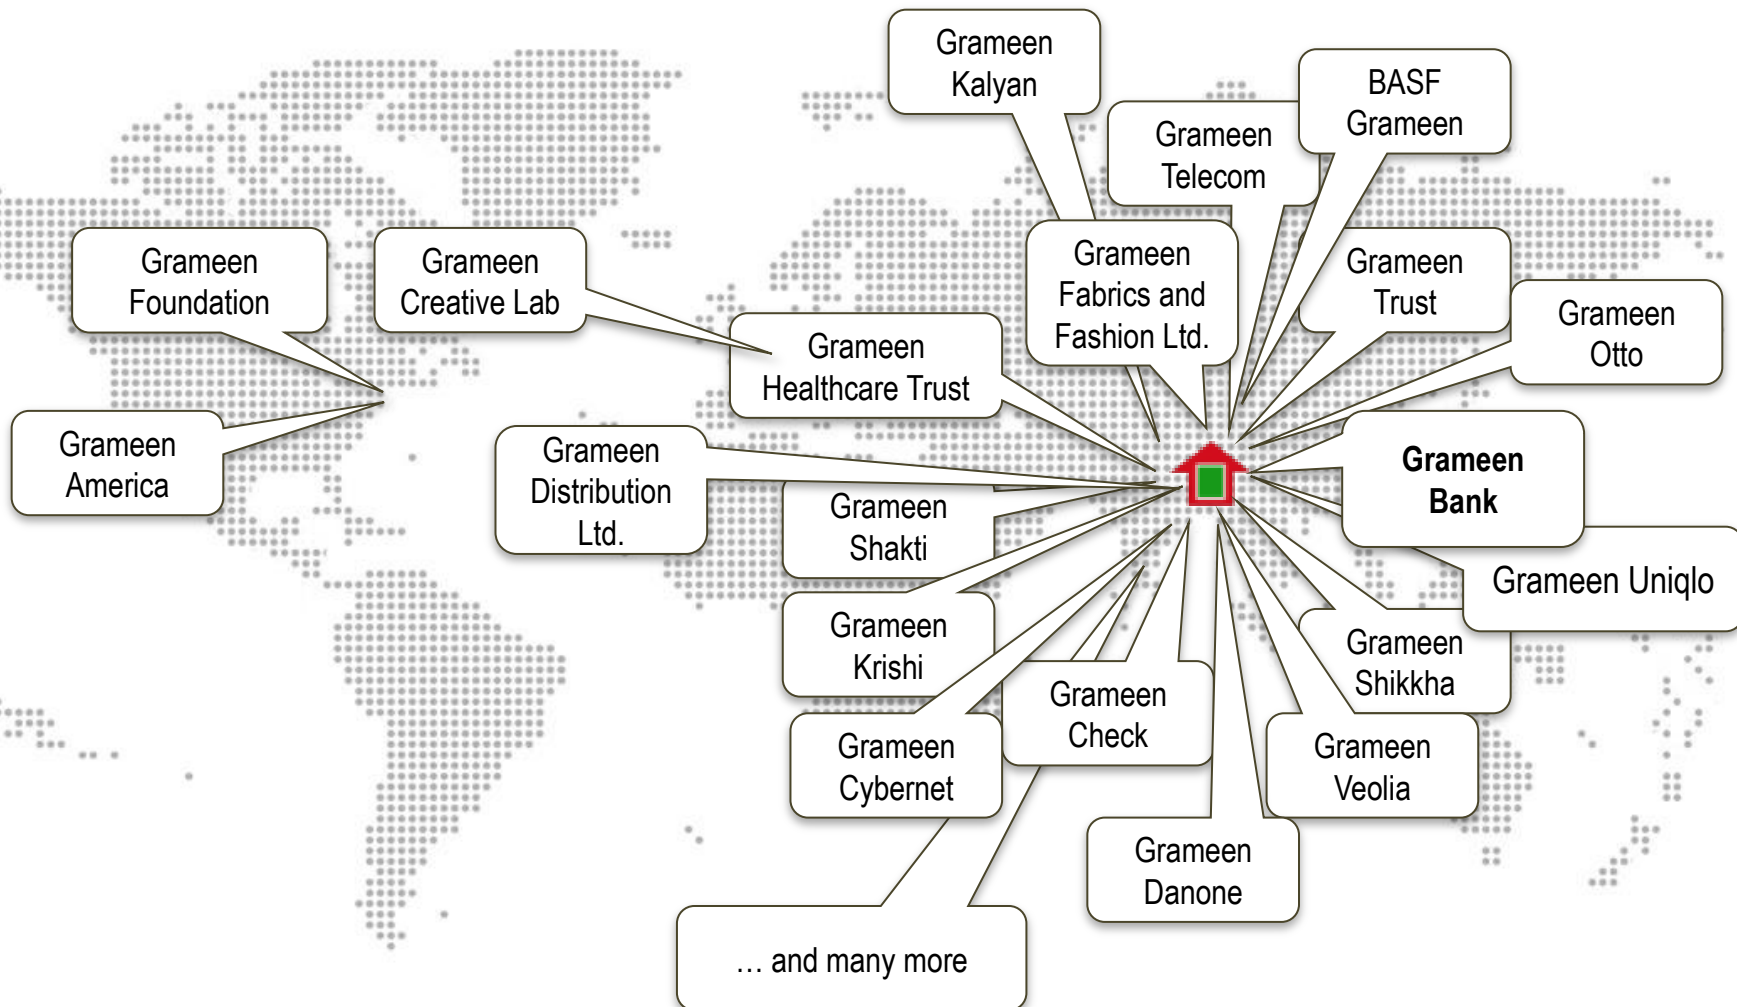 Grameen
Kalyan
BASF
Grameen
Grameen
Telecom
Grameen
Foundation
Grameen
Creative Lab
Grameen
Fabrics and
Fashion Ltd.
Grameen
Trust
Grameen
Otto
Grameen
Healthcare Trust
Grameen
America
Grameen
Distribution
Ltd.
Grameen
Bank
Grameen
Shakti
Grameen Uniqlo
Grameen
Krishi
Grameen
Shikkha
Grameen
Check
Grameen
Cybernet
Grameen
Veolia
Grameen
Danone
… and many more